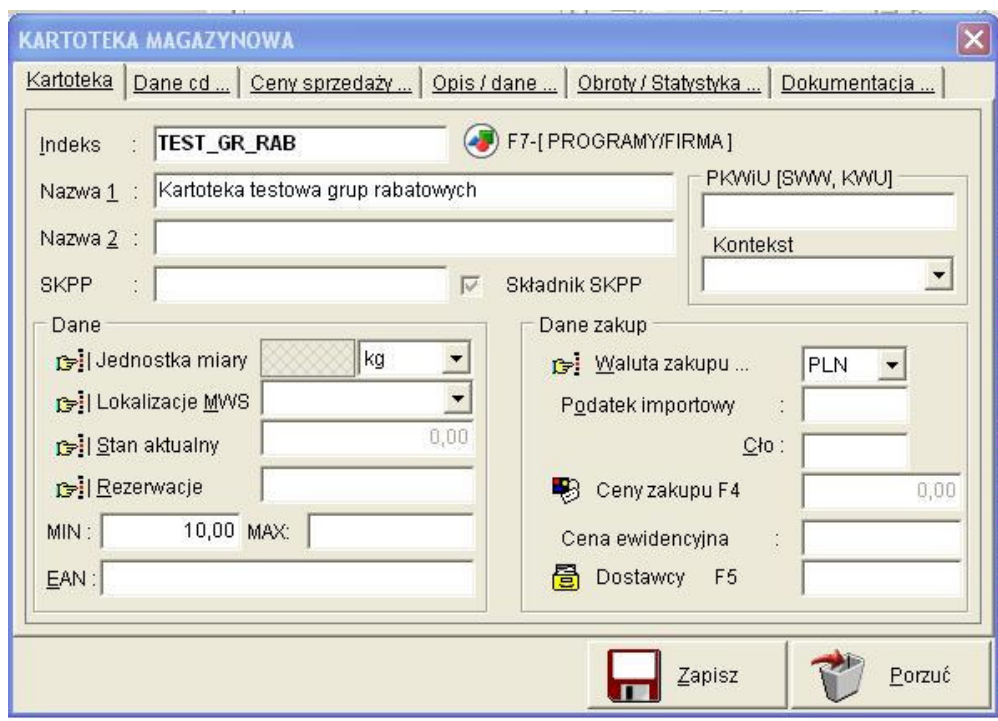 KARTOTEKA MAGAZYNOWA
Kartoteka Dane cd ... Ceny sprzedaży ... Opis / dane ... Obroty / Statystyka ... Dokumentacja ...
Indeks : TEST_GR_RAB F7-[ PROGRAMY/FIRMA ]
Nazwa 1 : Kartoteka testowa grup rabatowych
PKWiU [SWW, KWU]
Nazwa 2 :
Kontekst
SKPP : Składnik SKPP
Dane
Jednostka miary kg
Lokalizacje MWS
Stan aktualny 0,00
Rezerwacje
MIN : 10,00 MAX:
EAN :
Dane zakup
Waluta zakupu ... PLN
Podatek importowy :
Cło :
Ceny zakupu F4 0,00
Cena ewidencyjna :
Dostawcy F5
Zapisz Porzuć